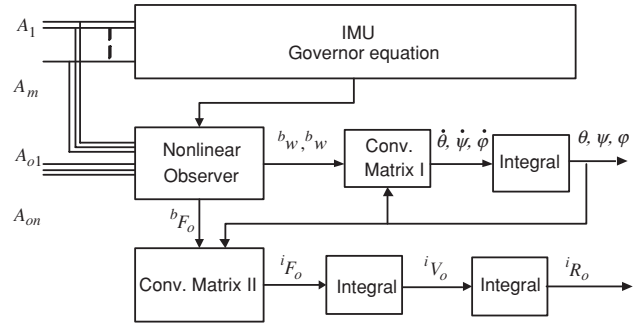 A₁
IMU
Governor equation
Aₘ
Aₒ₁
Nonlinear
Observer
ᵇw,ᵇw
Conv.
Matrix I
θ̇, ψ̇, φ̇
Integral
θ, ψ, φ
Aₒₙ
ᵇFₒ
Conv. Matrix II
ⁱFₒ
Integral
ⁱVₒ
Integral
ⁱRₒ